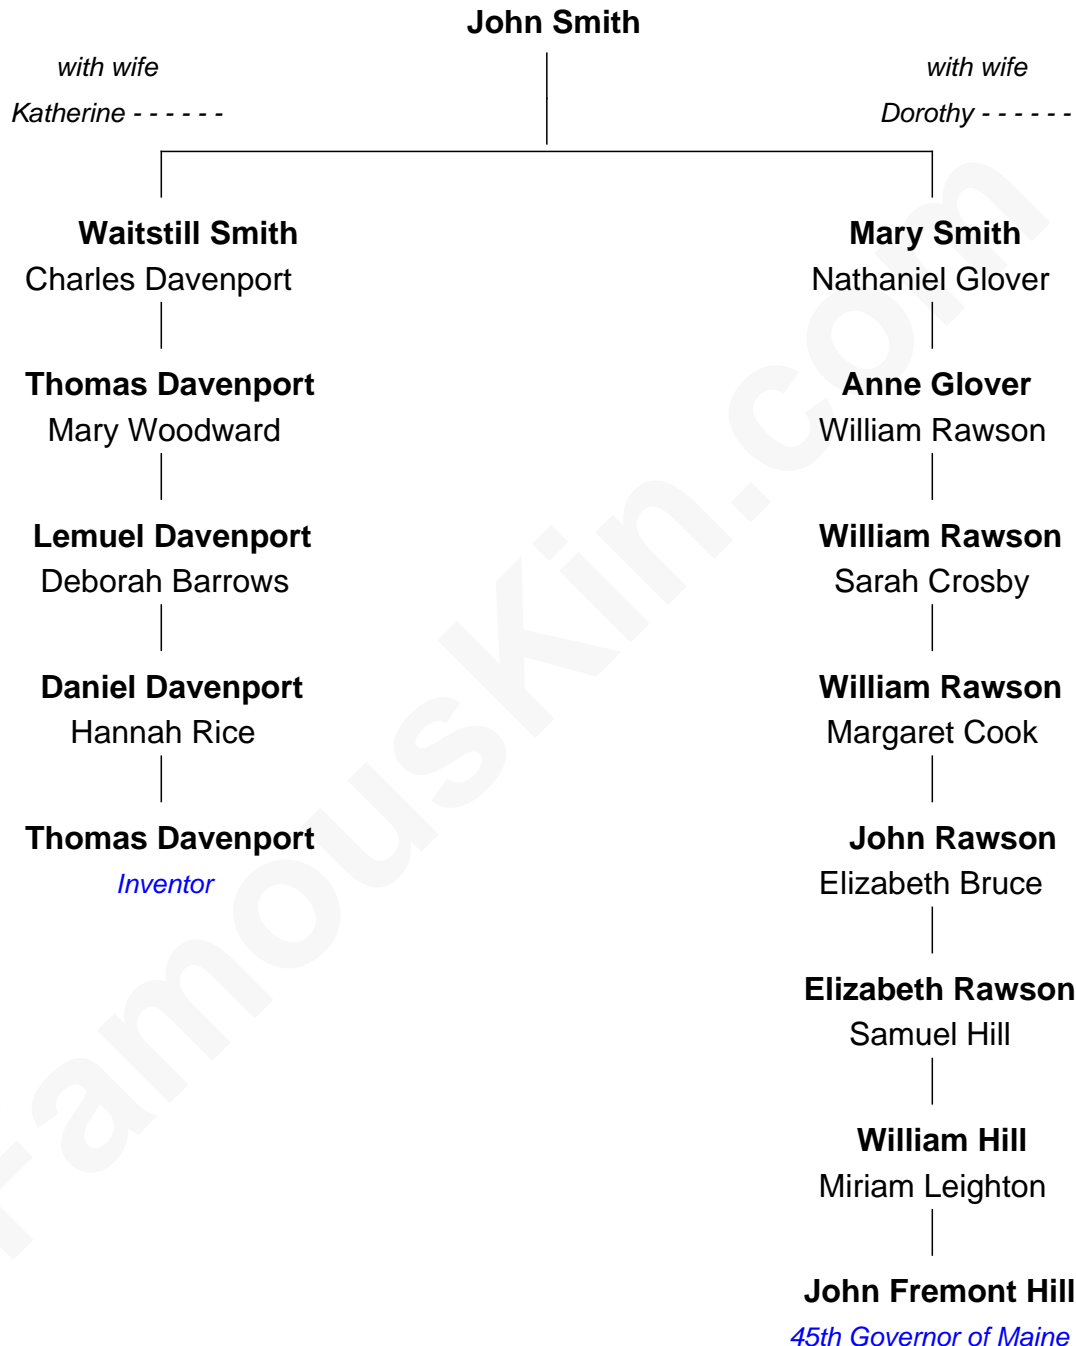 John Smith
with wife
Katherine - - - - - -
with wife
Dorothy - - - - - -
Waitstill Smith
Charles Davenport
Thomas Davenport
Mary Woodward
Lemuel Davenport
Deborah Barrows
Daniel Davenport
Hannah Rice
Thomas Davenport
Inventor
Mary Smith
Nathaniel Glover
Anne Glover
William Rawson
William Rawson
Sarah Crosby
William Rawson
Margaret Cook
John Rawson
Elizabeth Bruce
Elizabeth Rawson
Samuel Hill
William Hill
Miriam Leighton
John Fremont Hill
45th Governor of Maine
FamousKin.com